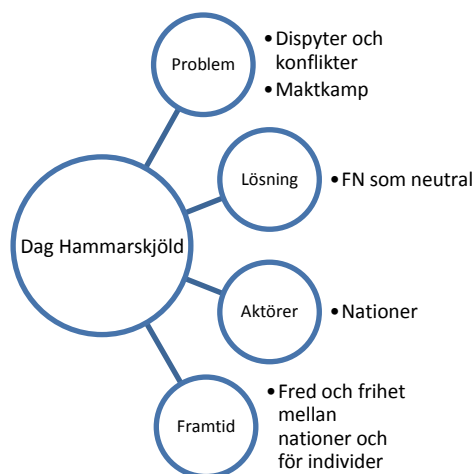 Problem
• Dispyter och
konflikter
• Maktkamp
Lösning
• FN som neutral
Dag Hammarskjöld
Aktörer
• Nationer
Framtid
• Fred och frihet
mellan
nationer och
för individer